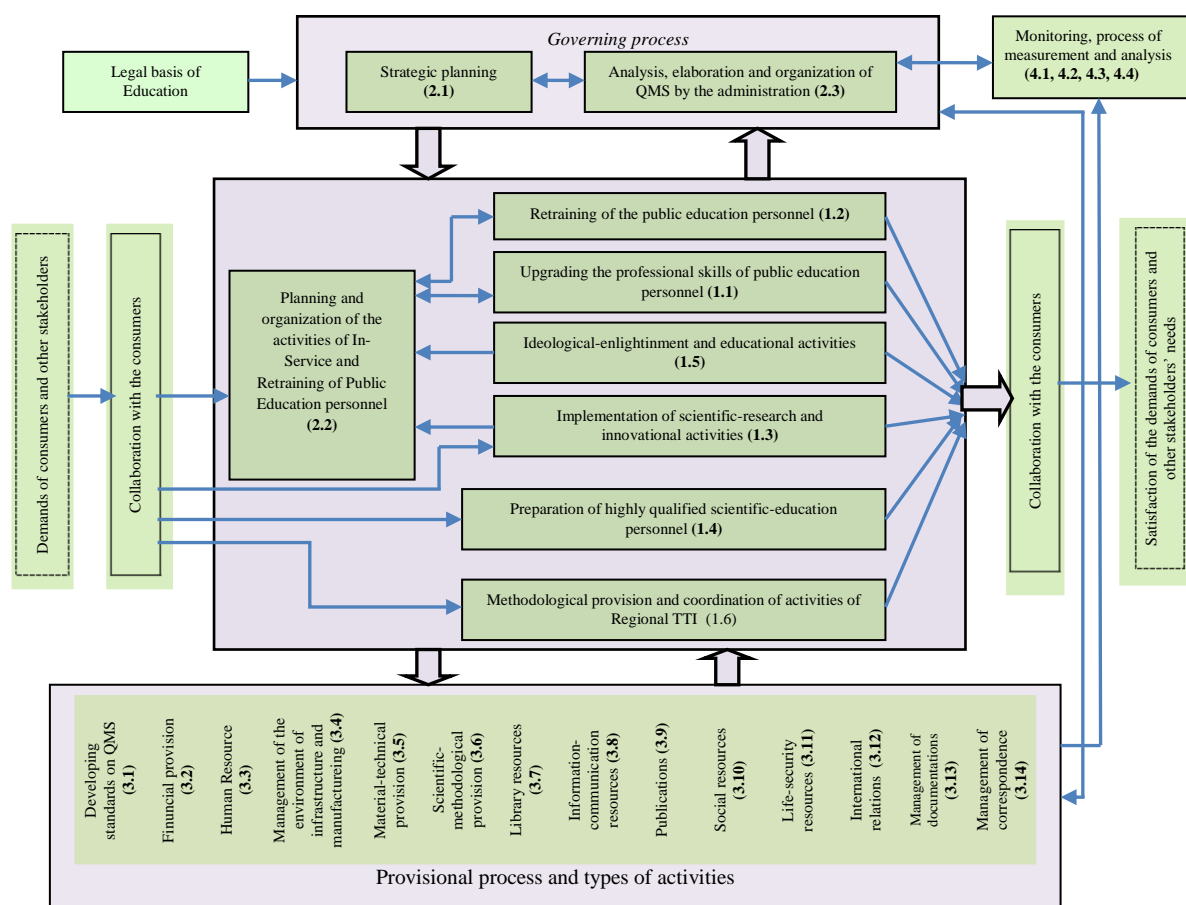 Governing process
Legal basis of
Education
Strategic planning
(2.1)
Analysis, elaboration and organization of
QMS by the administration (2.3)
Monitoring, process of
measurement and analysis
(4.1, 4.2, 4.3, 4.4)
Demands of consumers and other stakeholders
Collaboration with the consumers
Planning and
organization of the
activities of In-
Service and
Retraining of Public
Education personnel
(2.2)
Retraining of the public education personnel (1.2)
Upgrading the professional skills of public education
personnel (1.1)
Ideological-enlightinment and educational activities
(1.5)
Implementation of scientific-research and
innovational activities (1.3)
Preparation of highly qualified scientific-education
personnel (1.4)
Methodological provision and coordination of activities of
Regional TTI (1.6)
Collaboration with the consumers
Satisfaction of the demands of consumers and
other stakeholders' needs
Developing
standards on QMS
(3.1)
Financial provision
(3.2)
Human Resource
(3.3)
Management of the
environment of
infrastructure and
manufactureing (3.4)
Material-technical
provision (3.5)
Scientific-
methodological
provision (3.6)
Library resources
(3.7)
Information-
communication
resources (3.8)
Publications (3.9)
Social resources
(3.10)
Life-security
resources (3.11)
International
relations (3.12)
Management of
documentations
(3.13)
Management of
correspondence
(3.14)
Provisional process and types of activities